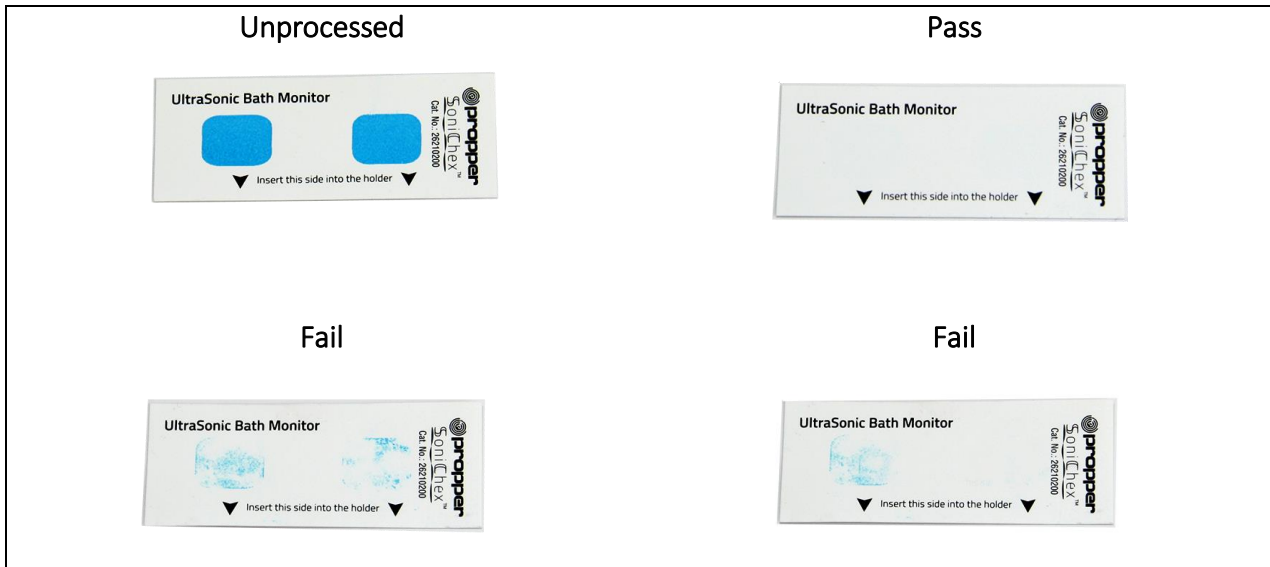 Unprocessed
UltraSonic Bath Monitor
Insert this side into the holder
propper
SoniChex™
Cat. No.: 26210200
Pass
UltraSonic Bath Monitor
Insert this side into the holder
propper
SoniChex™
Cat. No.: 26210200
Fail
UltraSonic Bath Monitor
Insert this side into the holder
propper
SoniChex™
Cat. No.: 26210200
Fail
UltraSonic Bath Monitor
Insert this side into the holder
propper
SoniChex™
Cat. No.: 26210200